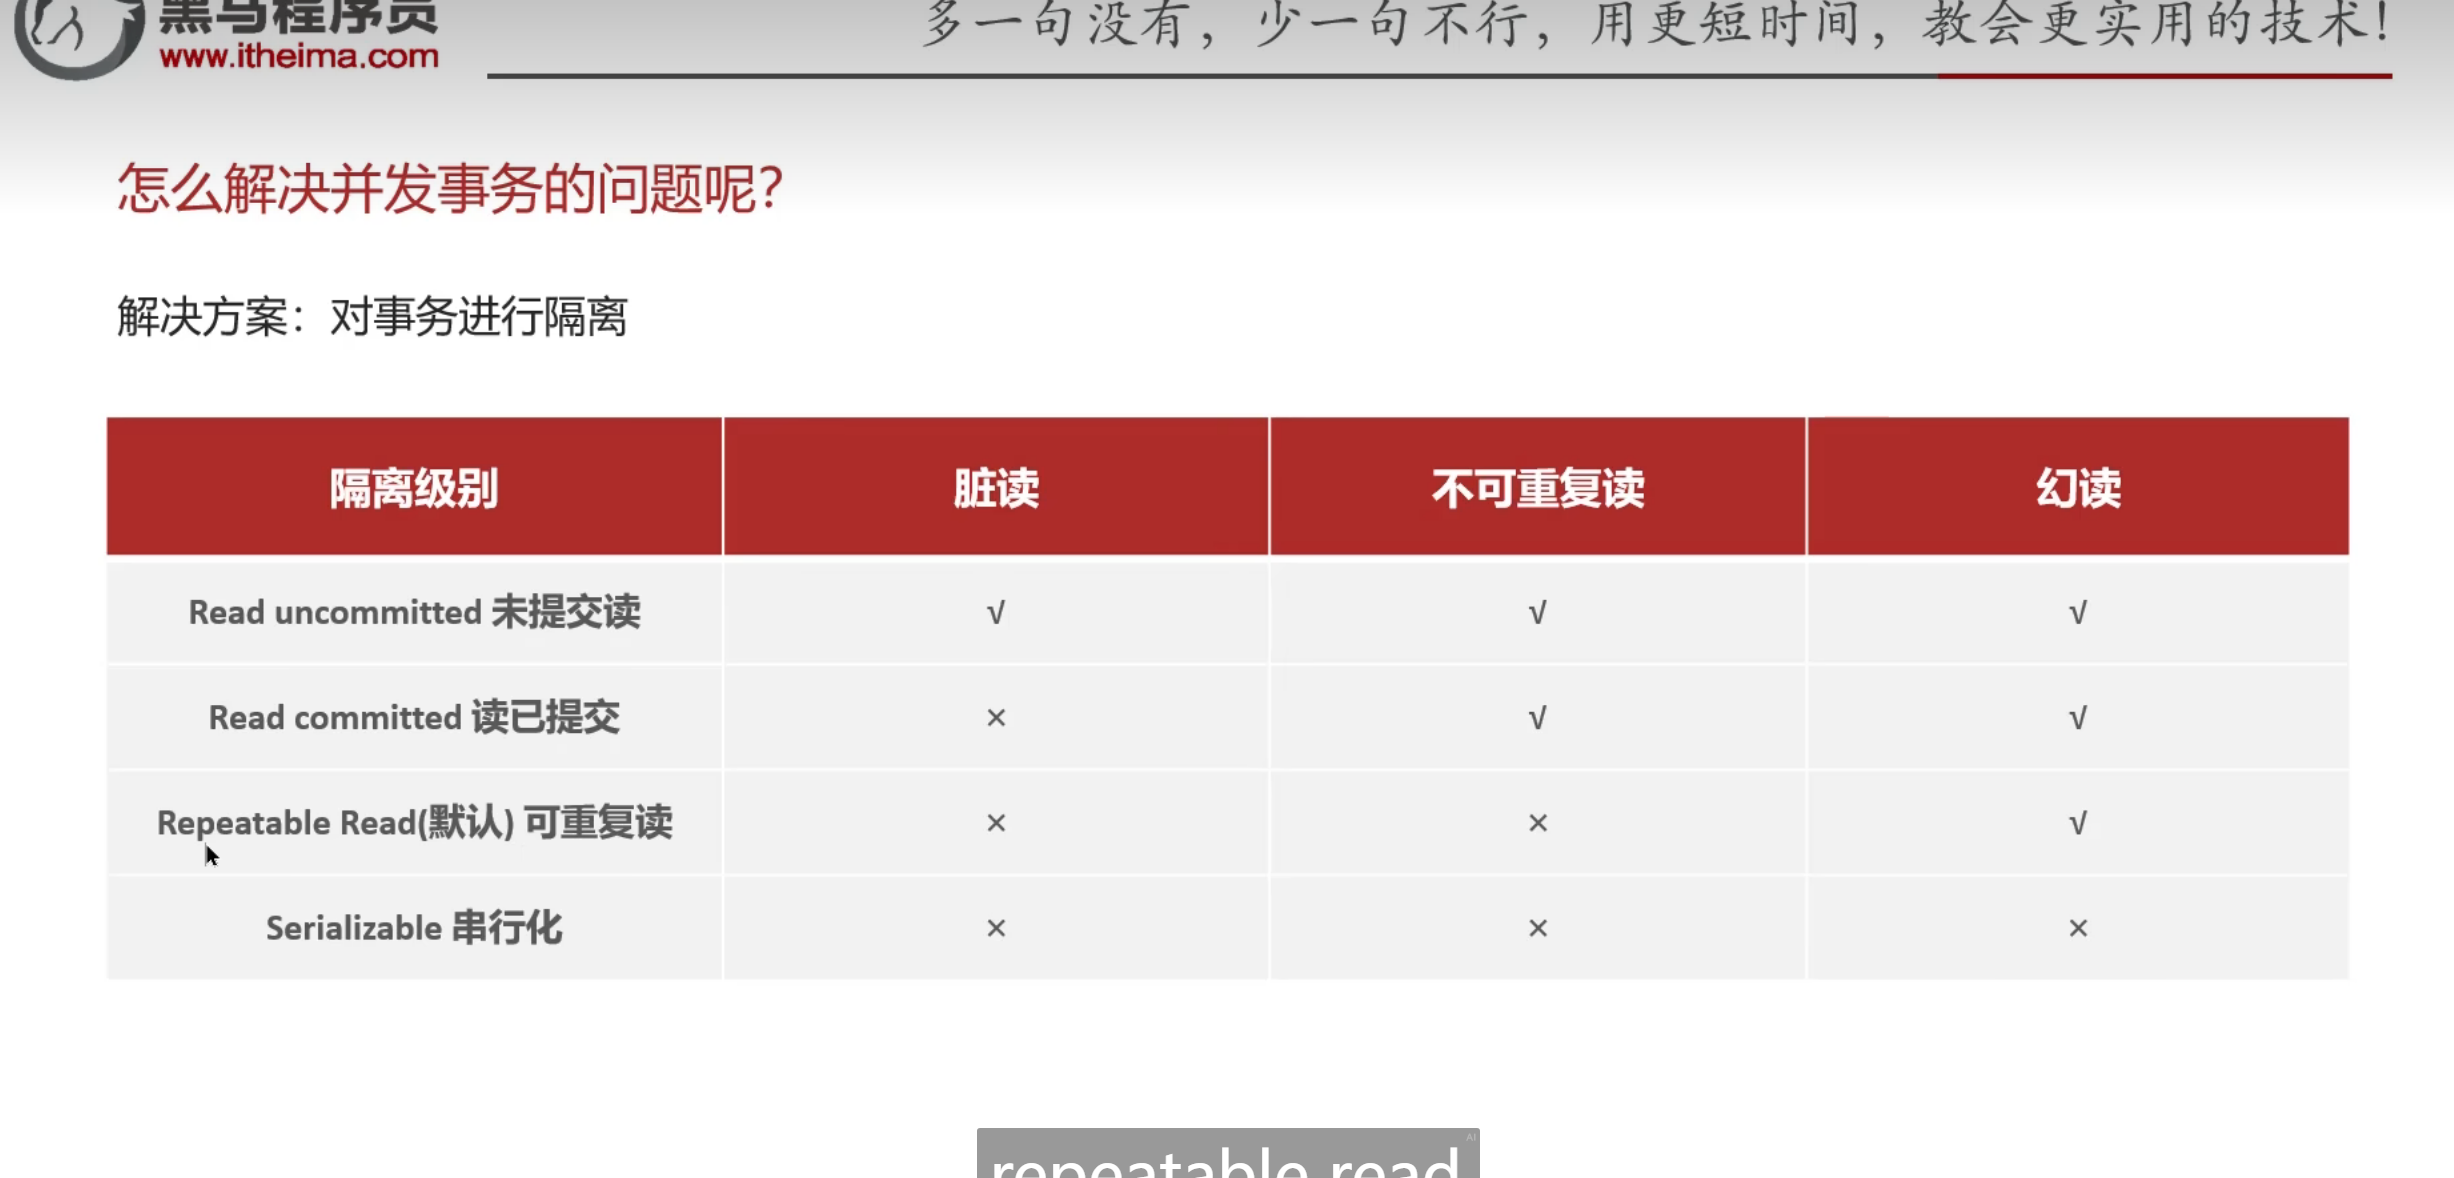 黑马程序员
www.itheima.com
多一句没有，少一句不行，用更短时间，教会更实用的技术！
怎么解决并发事务的问题呢？
解决方案：对事务进行�离
隔离级别 脏读 不可重复读 幻读
Read uncommitted 未提交读 √ √ √
Read committed 读已提交 × √ √
Repeatable Read(默认) 可重复读 × × √
Serializable 串行化 × × ×
AI
repeatable read